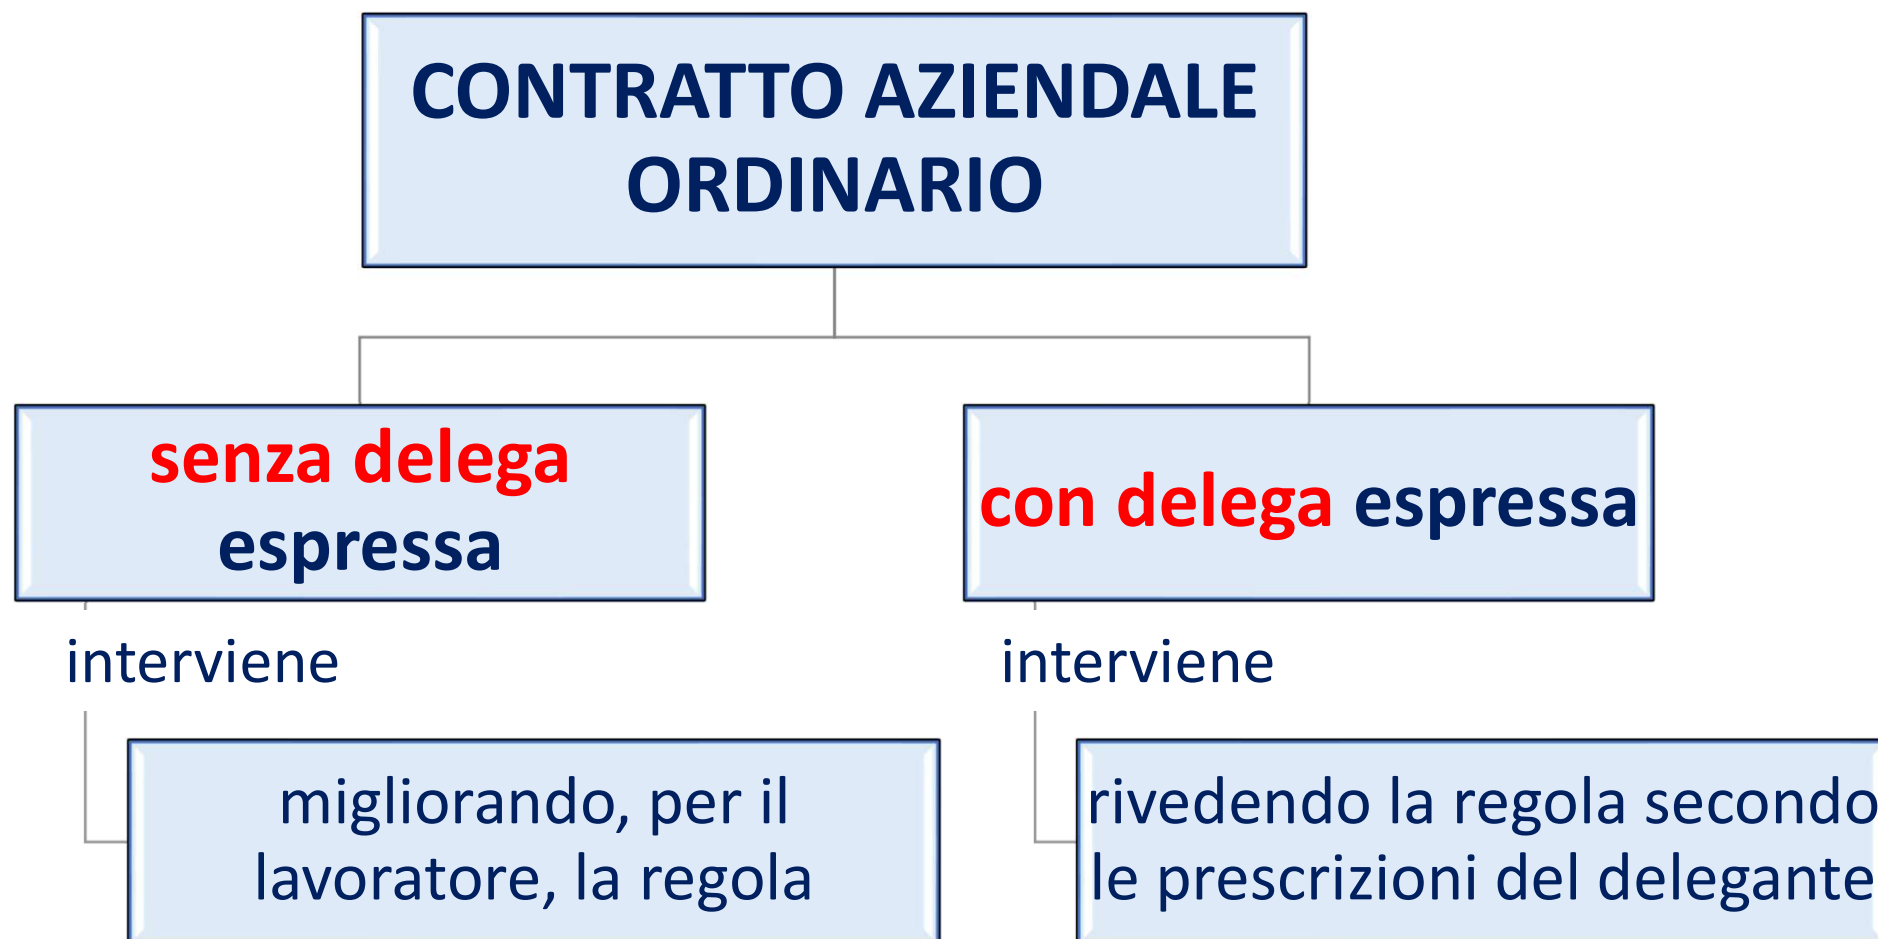 CONTRATTO AZIENDALE
ORDINARIO
senza delega
espressa
interviene
migliorando, per il
lavoratore, la regola
con delega espressa
interviene
rivedendo la regola secondo
le prescrizioni del delegante